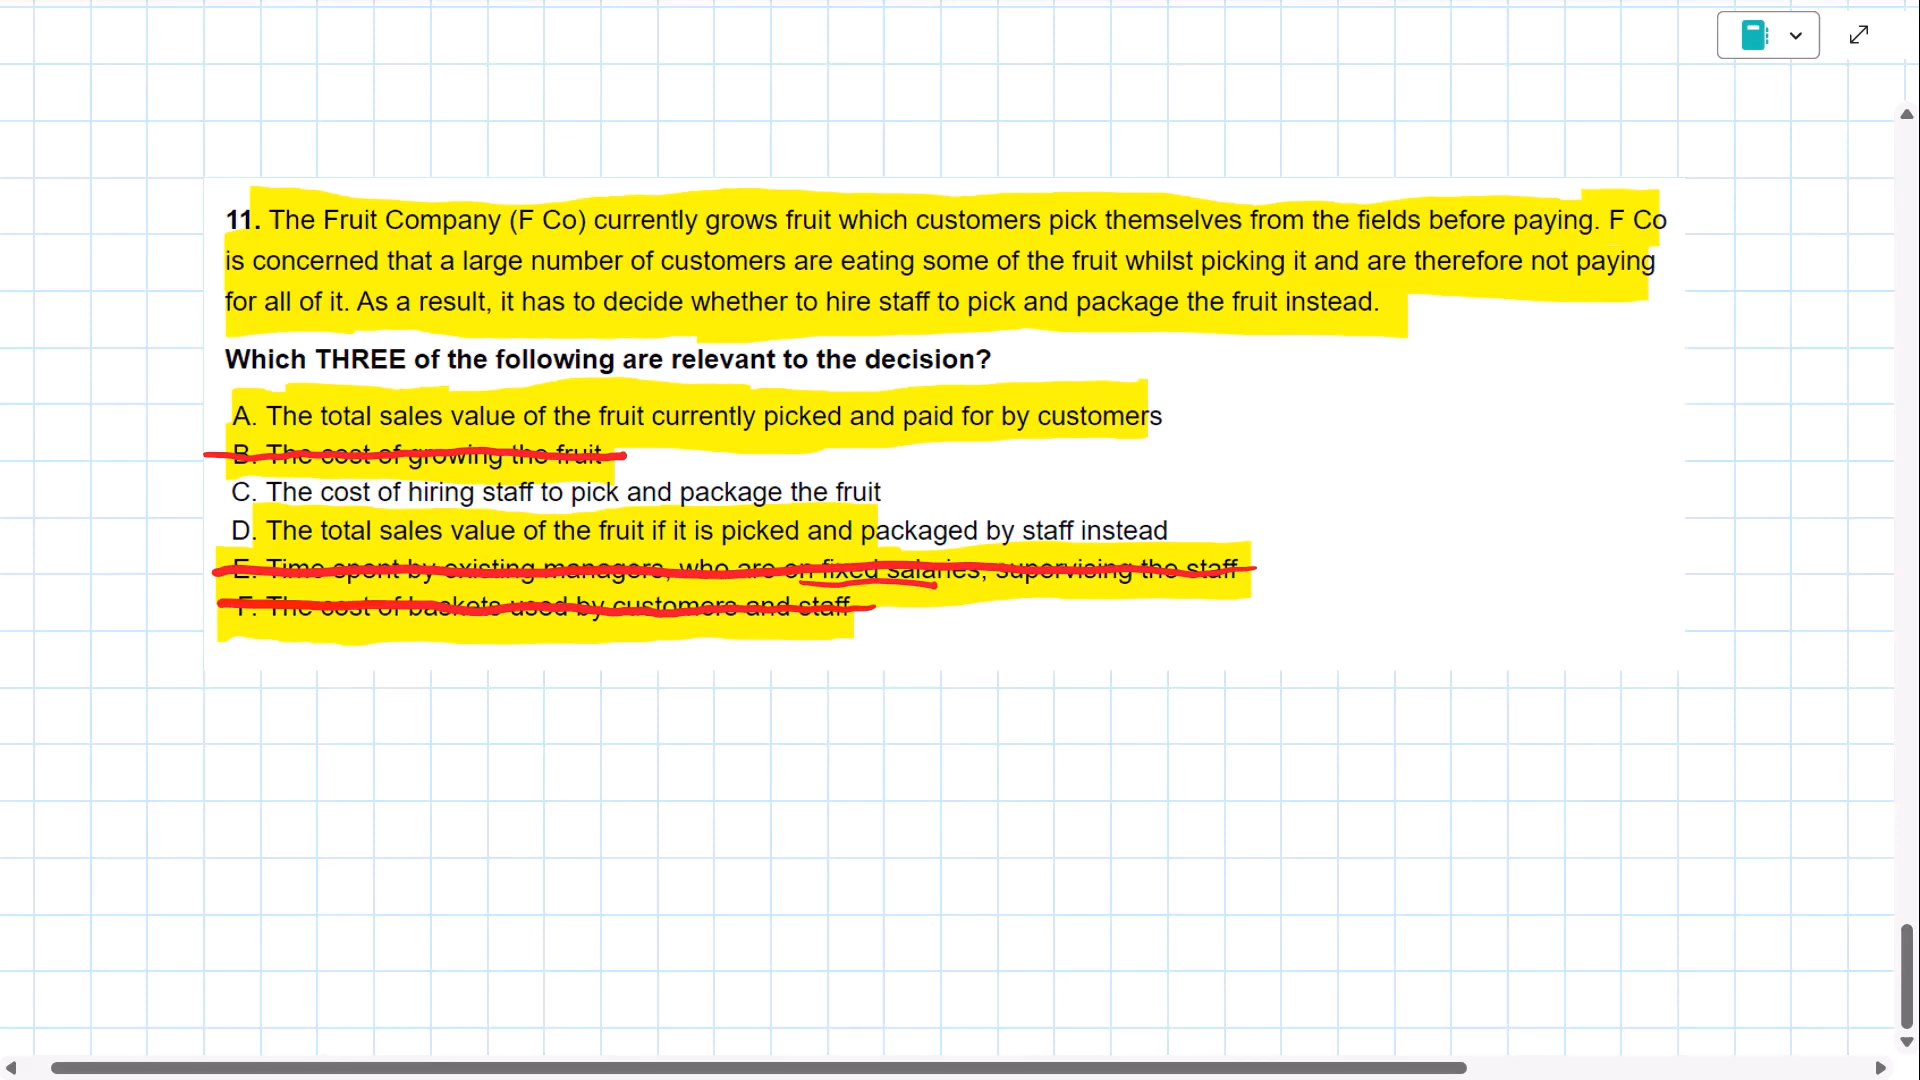 11. The Fruit Company (F Co) currently grows fruit which customers pick themselves from the fields before paying. F Co
is concerned that a large number of customers are eating some of the fruit whilst picking it and are therefore not paying
for all of it. As a result, it has to decide whether to hire staff to pick and package the fruit instead.
Which THREE of the following are relevant to the decision?
A. The total sales value of the fruit currently picked and paid for by customers
B. The cost of growing the fruit
C. The cost of hiring staff to pick and package the fruit
D. The total sales value of the fruit if it is picked and packaged by staff instead
E. Time spent by existing managers, who are on fixed salaries, supervising the staff
F. The cost of baskets used by customers and staff